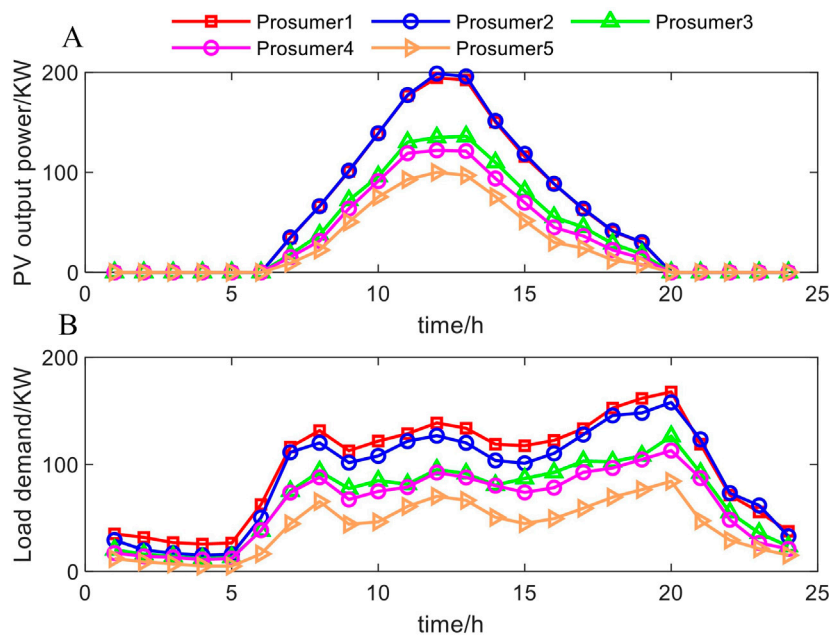 A
Prosumer1 Prosumer2 Prosumer3
Prosumer4 Prosumer5
PV output power/KW
200
100
0
0 5 10 15 20 25
time/h
B
Load demand/KW
200
100
0
0 5 10 15 20 25
time/h